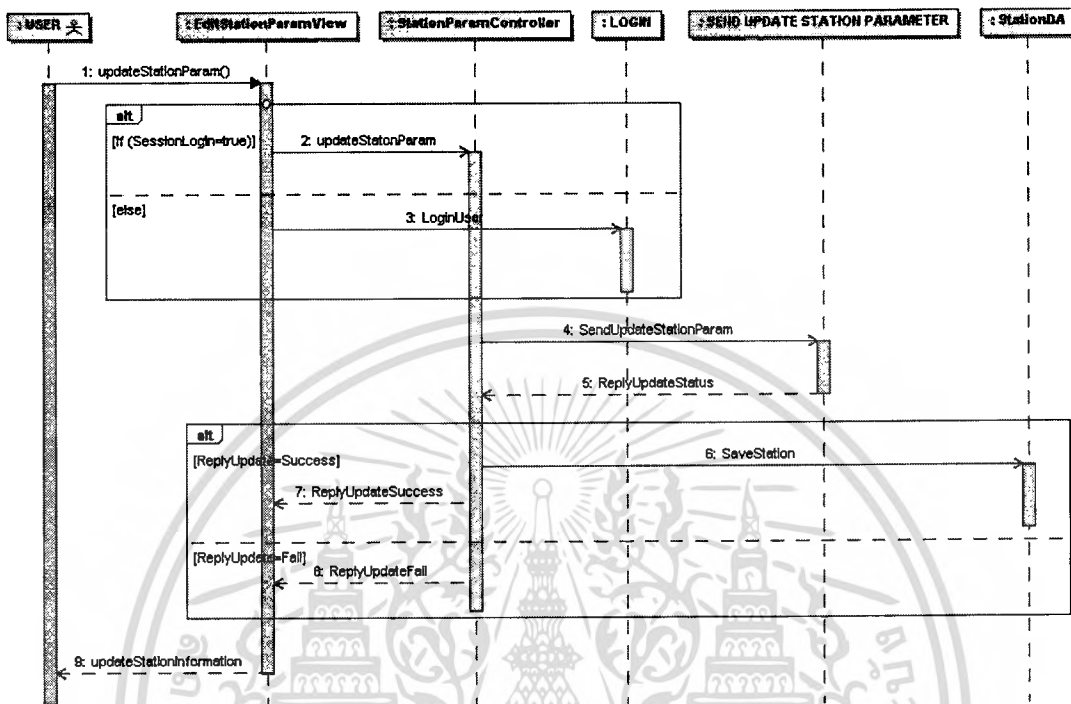 : USER
: EditStationParamView
: StationParamController
: LOGIN
: SEND UPDATE STATION PARAMETER
: StationDA
1: updateStationParam()
alt
[If (SessionLogin=true)]
2: updateStatonParam
[else]
3: LoginUser
4: SendUpdateStationParam
5: ReplyUpdateStatus
alt
[ReplyUpdate=Success]
6: SaveStation
7: ReplyUpdateSuccess
[ReplyUpdate=Fail]
8: ReplyUpdateFail
9: updateStationInformation